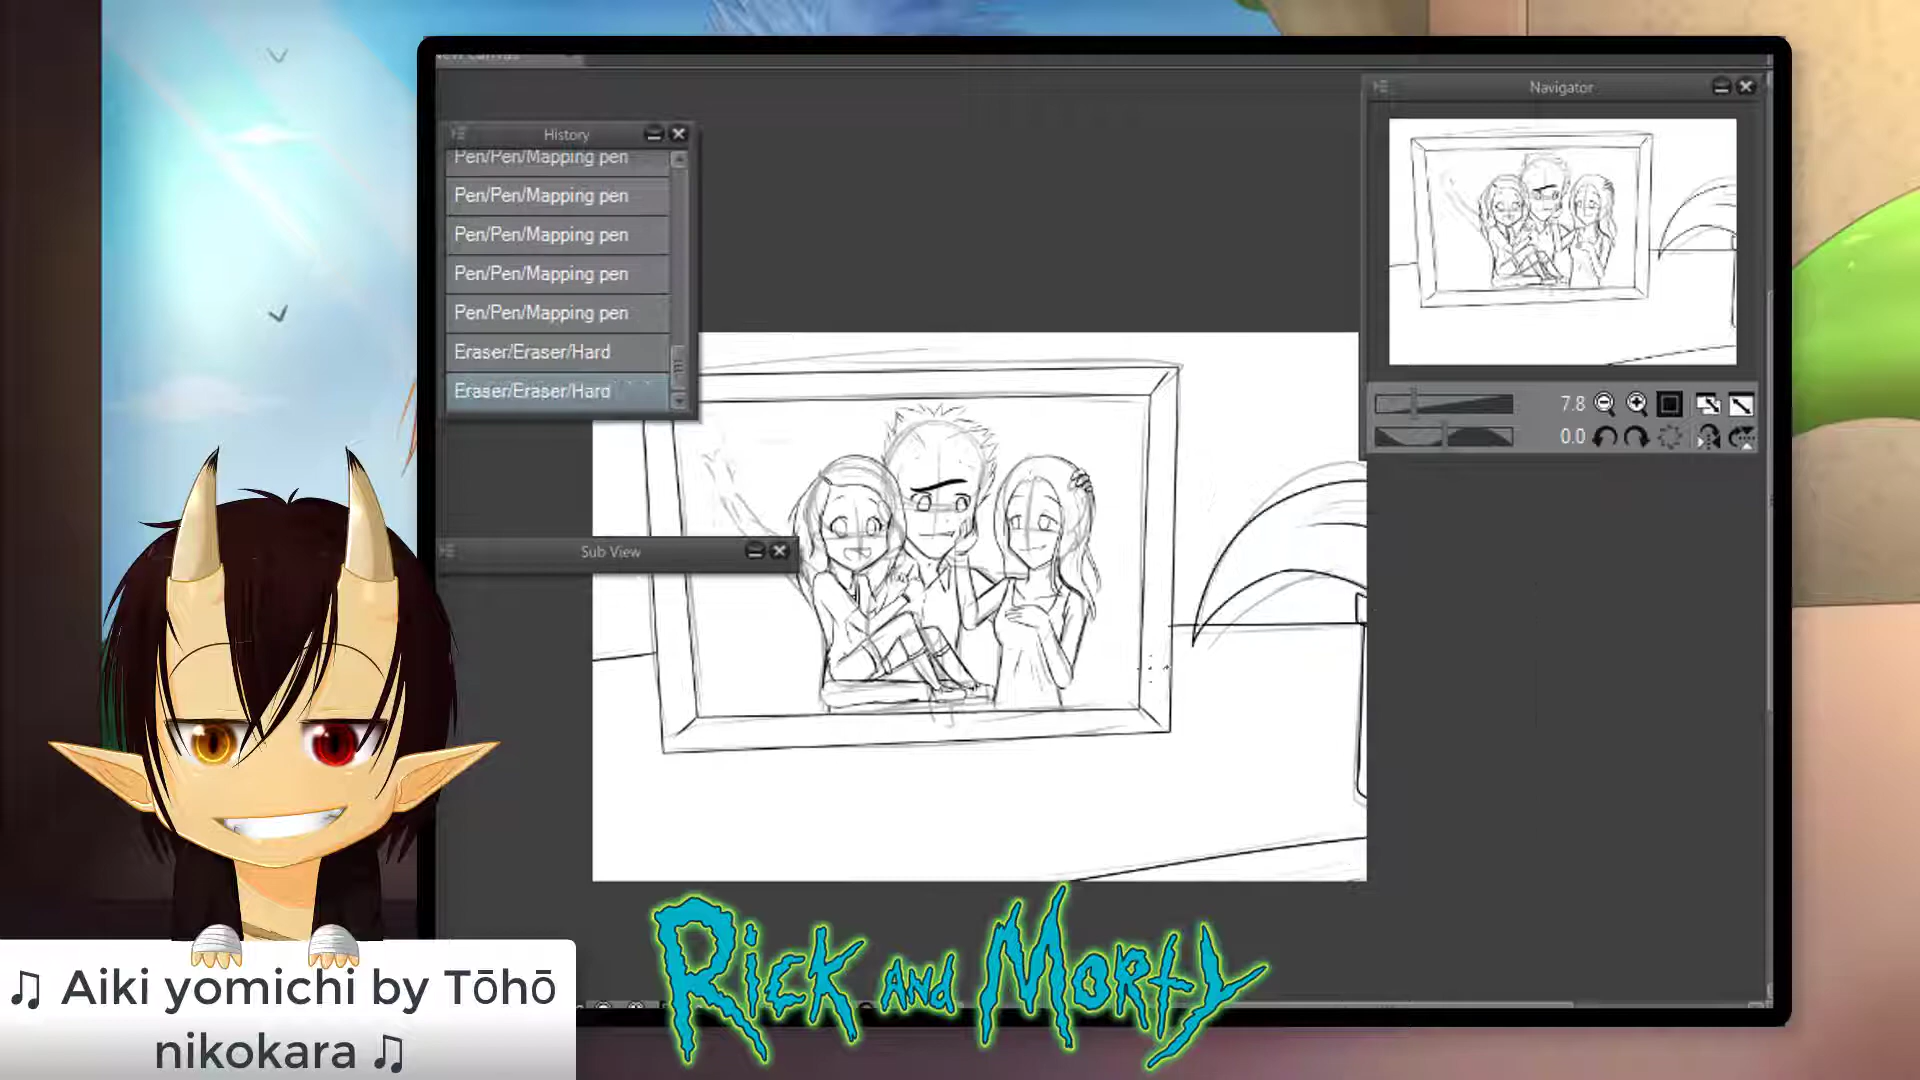 New Canvas
Navigator
History
Pen/Pen/Mapping pen
Pen/Pen/Mapping pen
Pen/Pen/Mapping pen
Pen/Pen/Mapping pen
Pen/Pen/Mapping pen
Eraser/Eraser/Hard
Eraser/Eraser/Hard
7.8
0.0
Sub View
♫ Aiki yomichi by Tōhō
nikokara ♫
Rick and Morty